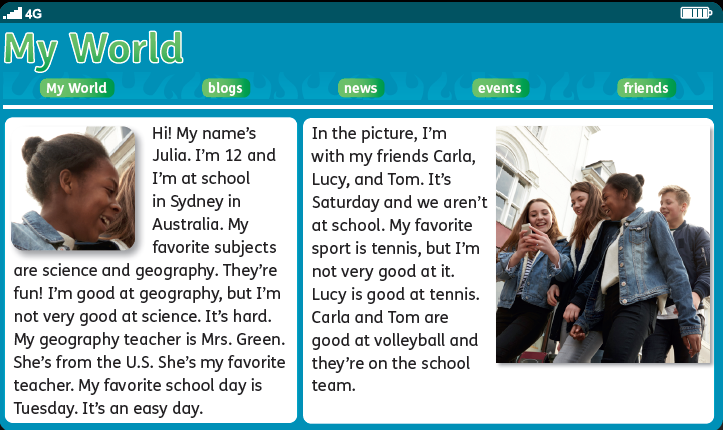 4G
My World
My World
blogs
news
events
friends
Hi! My name's
Julia. I'm 12 and
I'm at school
in Sydney in
Australia. My
favorite subjects
are science and geography. They're
fun! I'm good at geography, but I'm
not very good at science. It's hard.
My geography teacher is Mrs. Green.
She's from the U.S. She's my favorite
teacher. My favorite school day is
Tuesday. It's an easy day.
In the picture, I'm
with my friends Carla,
Lucy, and Tom. It's
Saturday and we aren't
at school. My favorite
sport is tennis, but I'm
not very good at it.
Lucy is good at tennis.
Carla and Tom are
good at volleyball and
they're on the school
team.